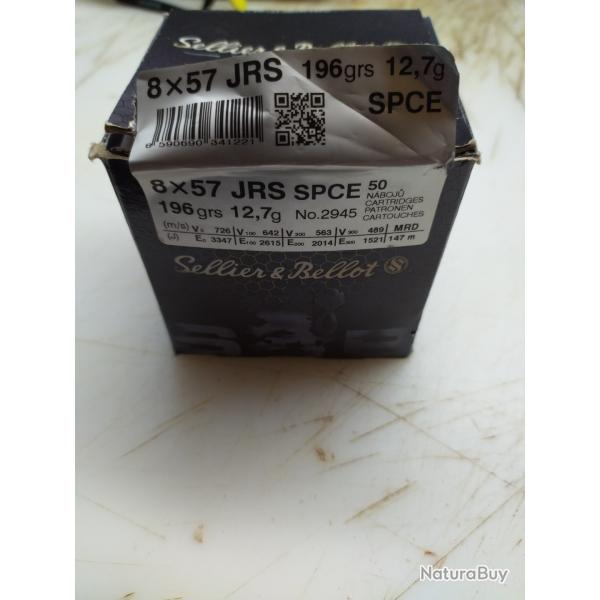 Sellier & Bellot
8×57 JRS 196grs 12,7g
SPCE
8 590690 341221
8×57 JRS SPCE 50
NÁBOJŮ
CARTRIDGES
PATRONEN
CARTOUCHES
196 grs 12,7g No.2945
(m/s) V0 726 V100 642 V200 563 V300 489 MRD
(J) E0 3347 E100 2615 E200 2014 E300 1521 147 m
Sellier & Bellot S
NaturaBuy